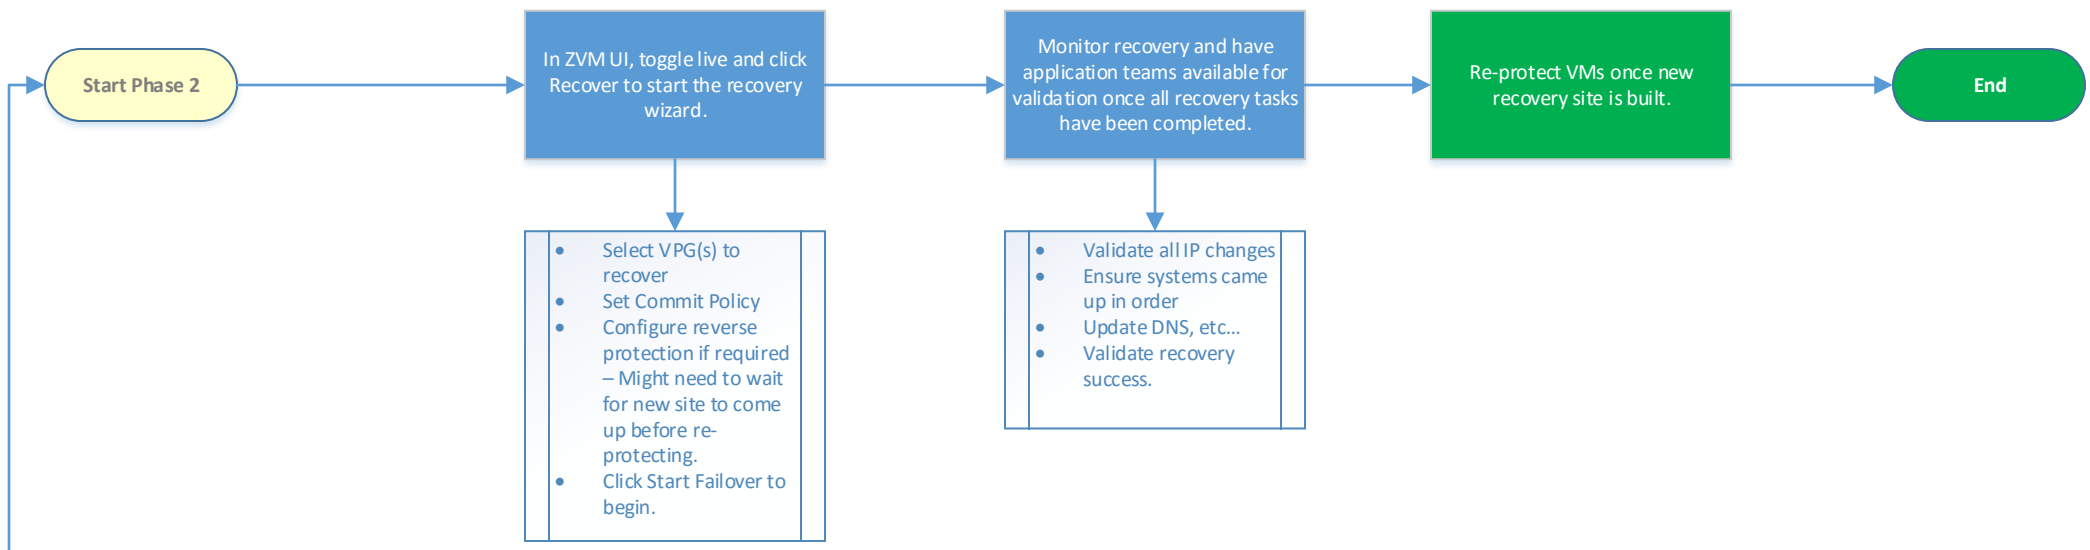 Start Phase 2
In ZVM UI, toggle live and click
Recover to start the recovery
wizard.
Monitor recovery and have
application teams available for
validation once all recovery tasks
have been completed.
Re-protect VMs once new
recovery site is built.
End
• Select VPG(s) to
recover
• Set Commit Policy
• Configure reverse
protection if required
– Might need to wait
for new site to come
up before re-
protecting.
• Click Start Failover to
begin.
• Validate all IP changes
• Ensure systems came
up in order
• Update DNS, etc…
• Validate recovery
success.